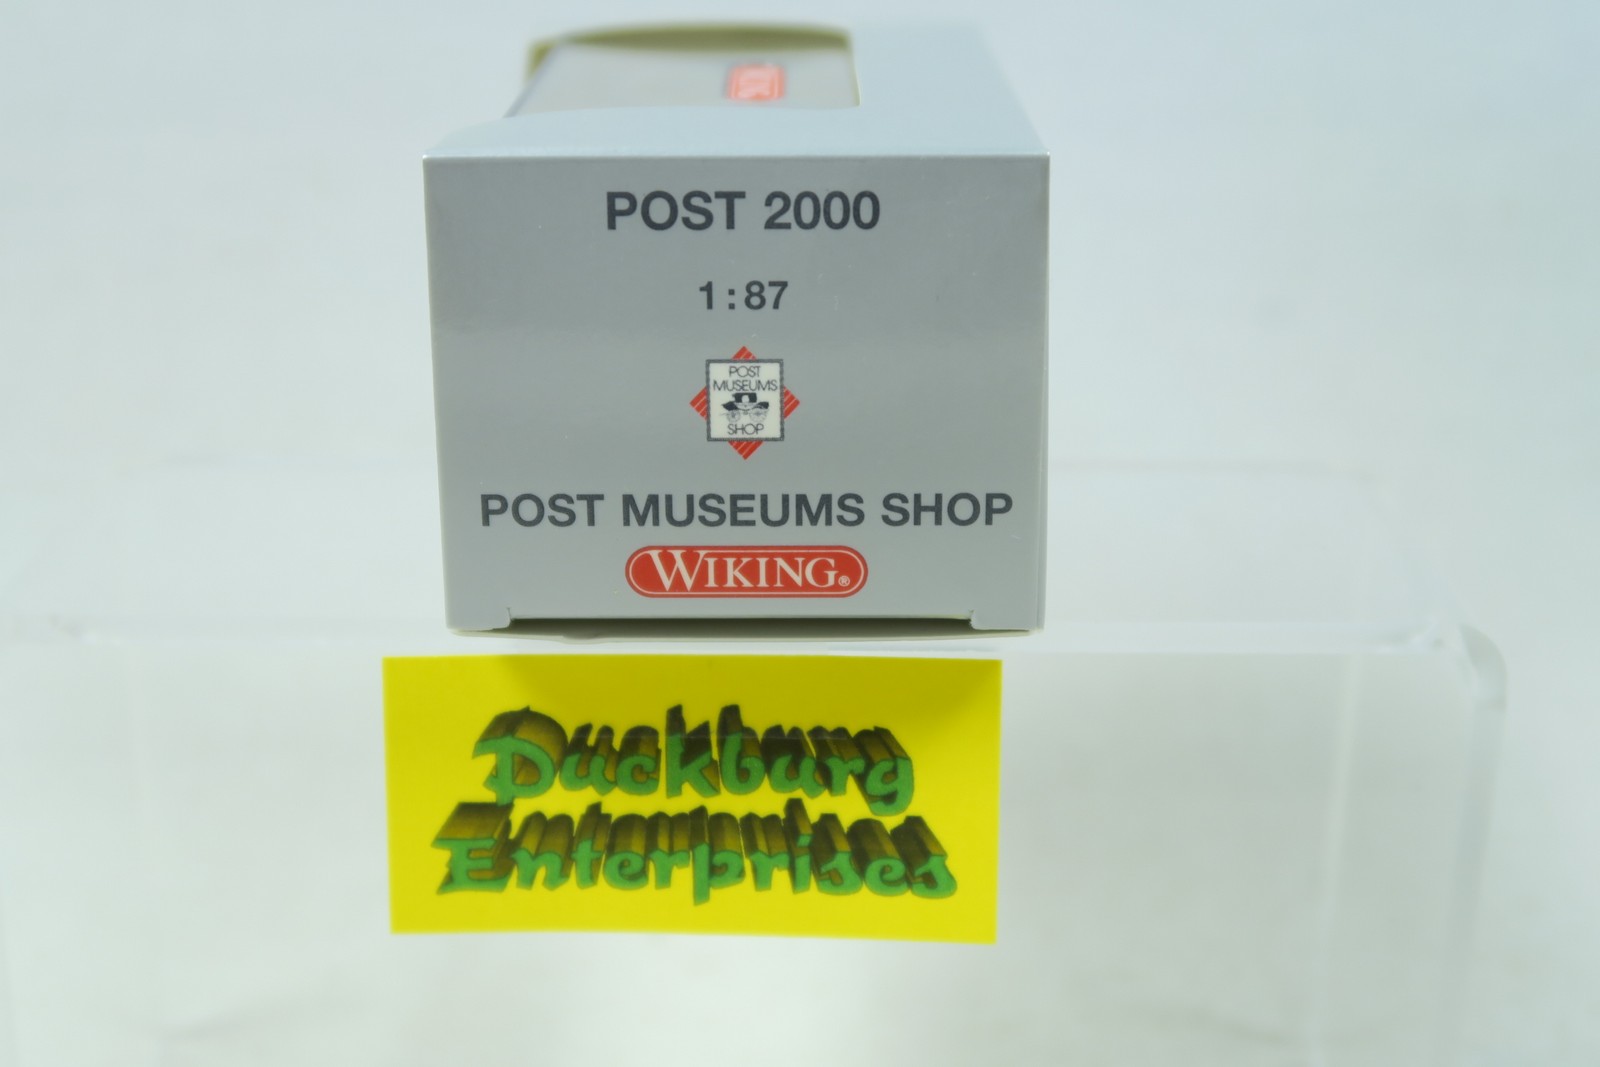 POST 2000
1:87
POST
MUSEUMS
SHOP
POST MUSEUMS SHOP
WIKING®
Duckburg
Enterprises